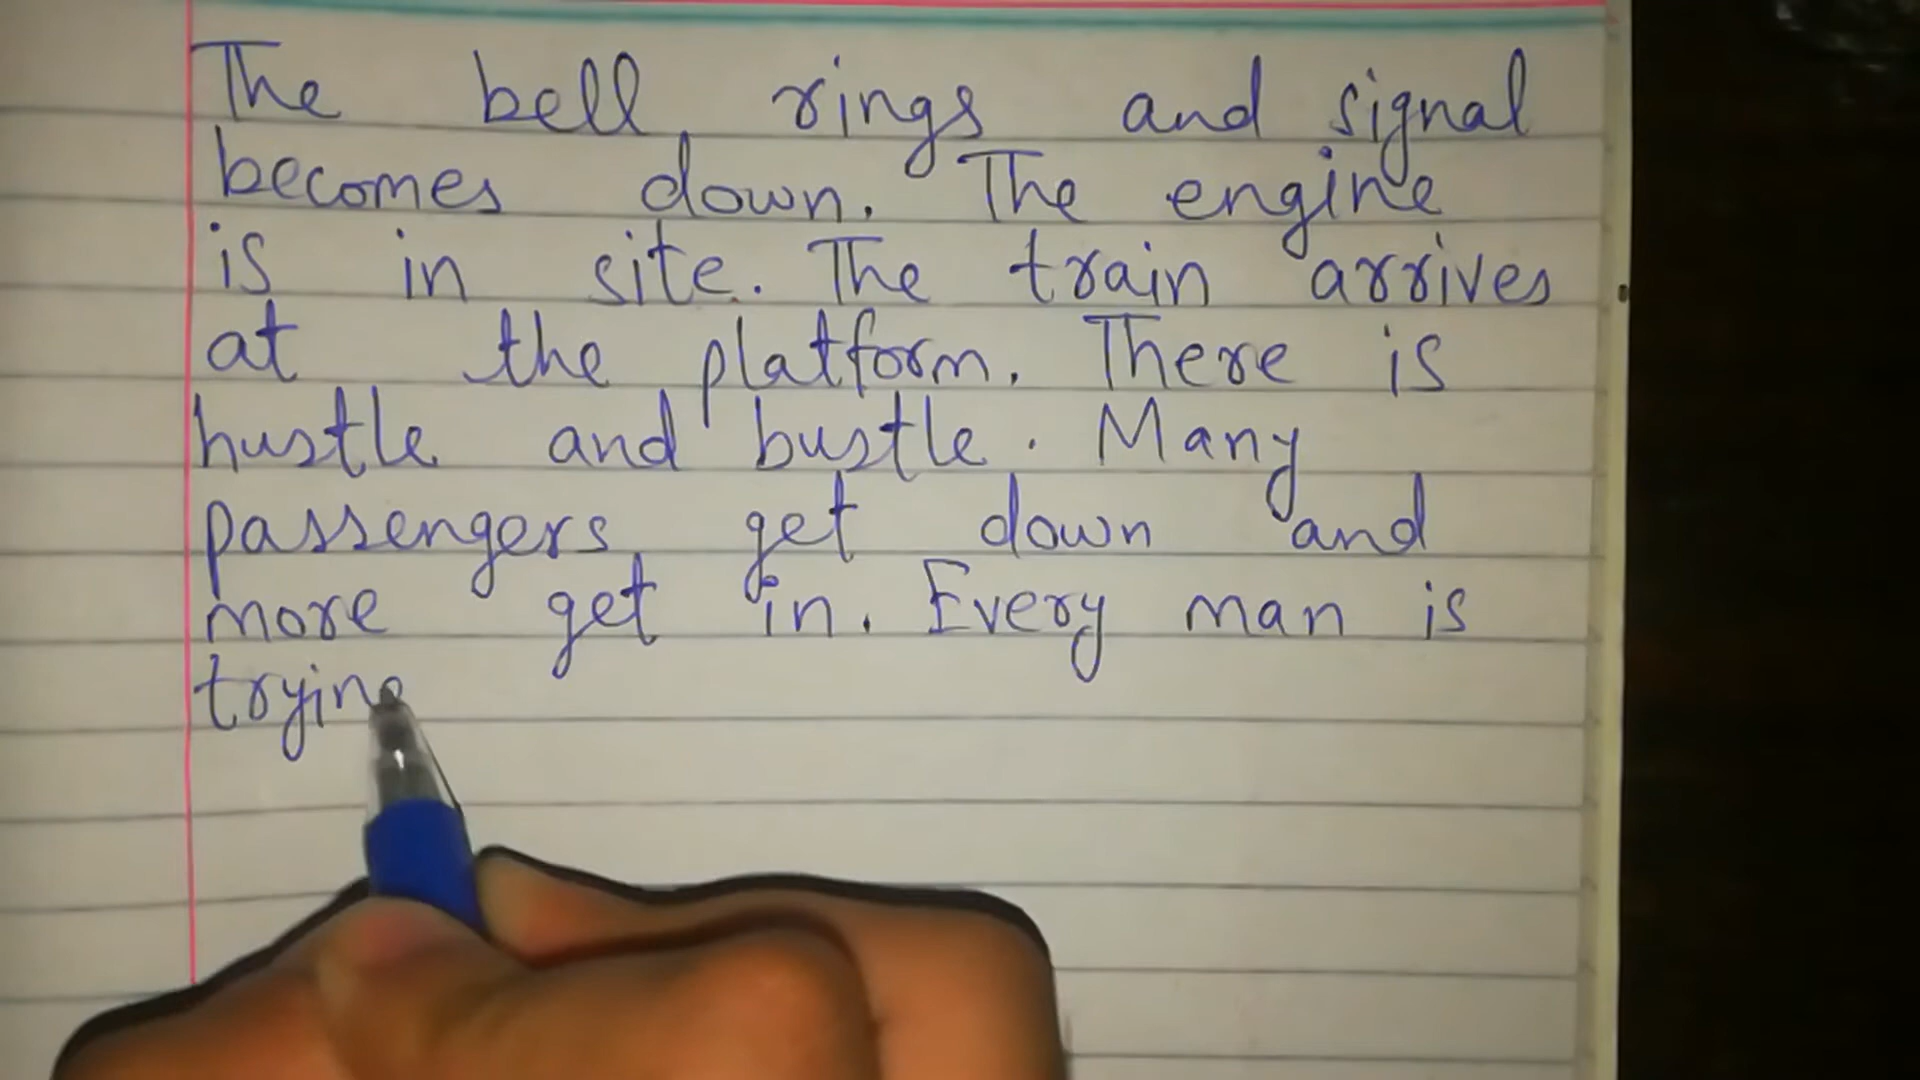 The bell rings and signal
becomes down. The engine
is in site. The train arrives
at the platform. There is
hustle and bustle. Many
passengers get down and
more get in. Every man is
trying